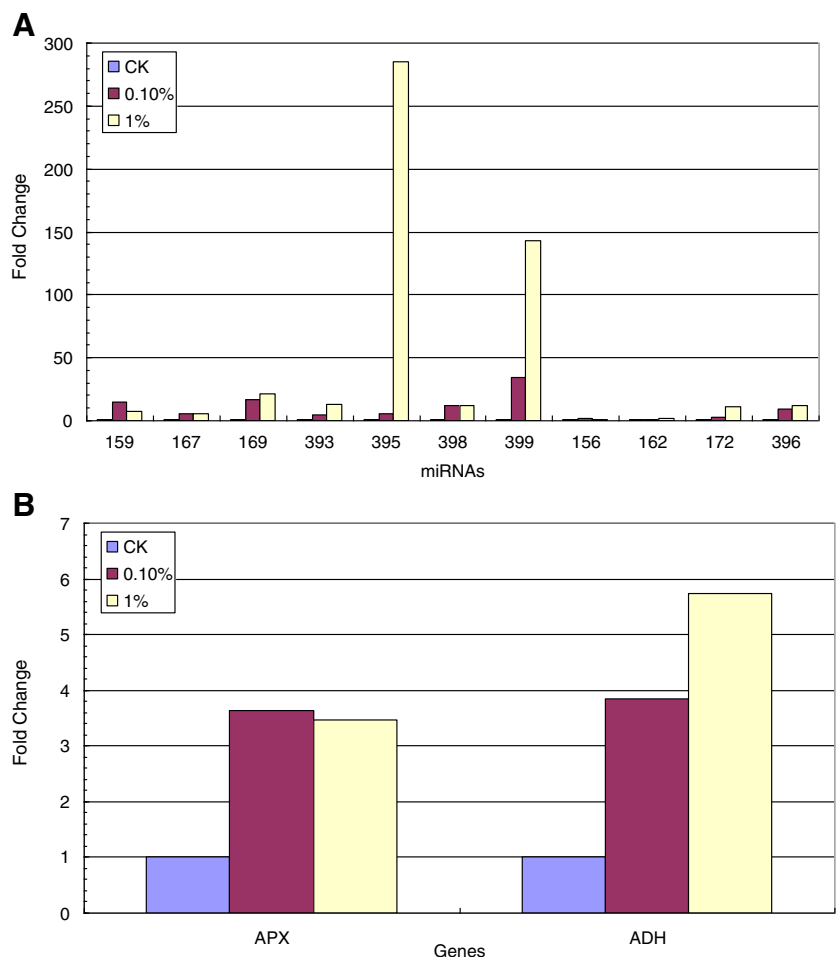 A
300
250
200
150
100
50
0
Fold Change
CK
0.10%
1%
159 167 169 393 395 398 399 156 162 172 396
miRNAs
B
7
6
5
4
3
2
1
0
Fold Change
CK
0.10%
1%
APX ADH
Genes